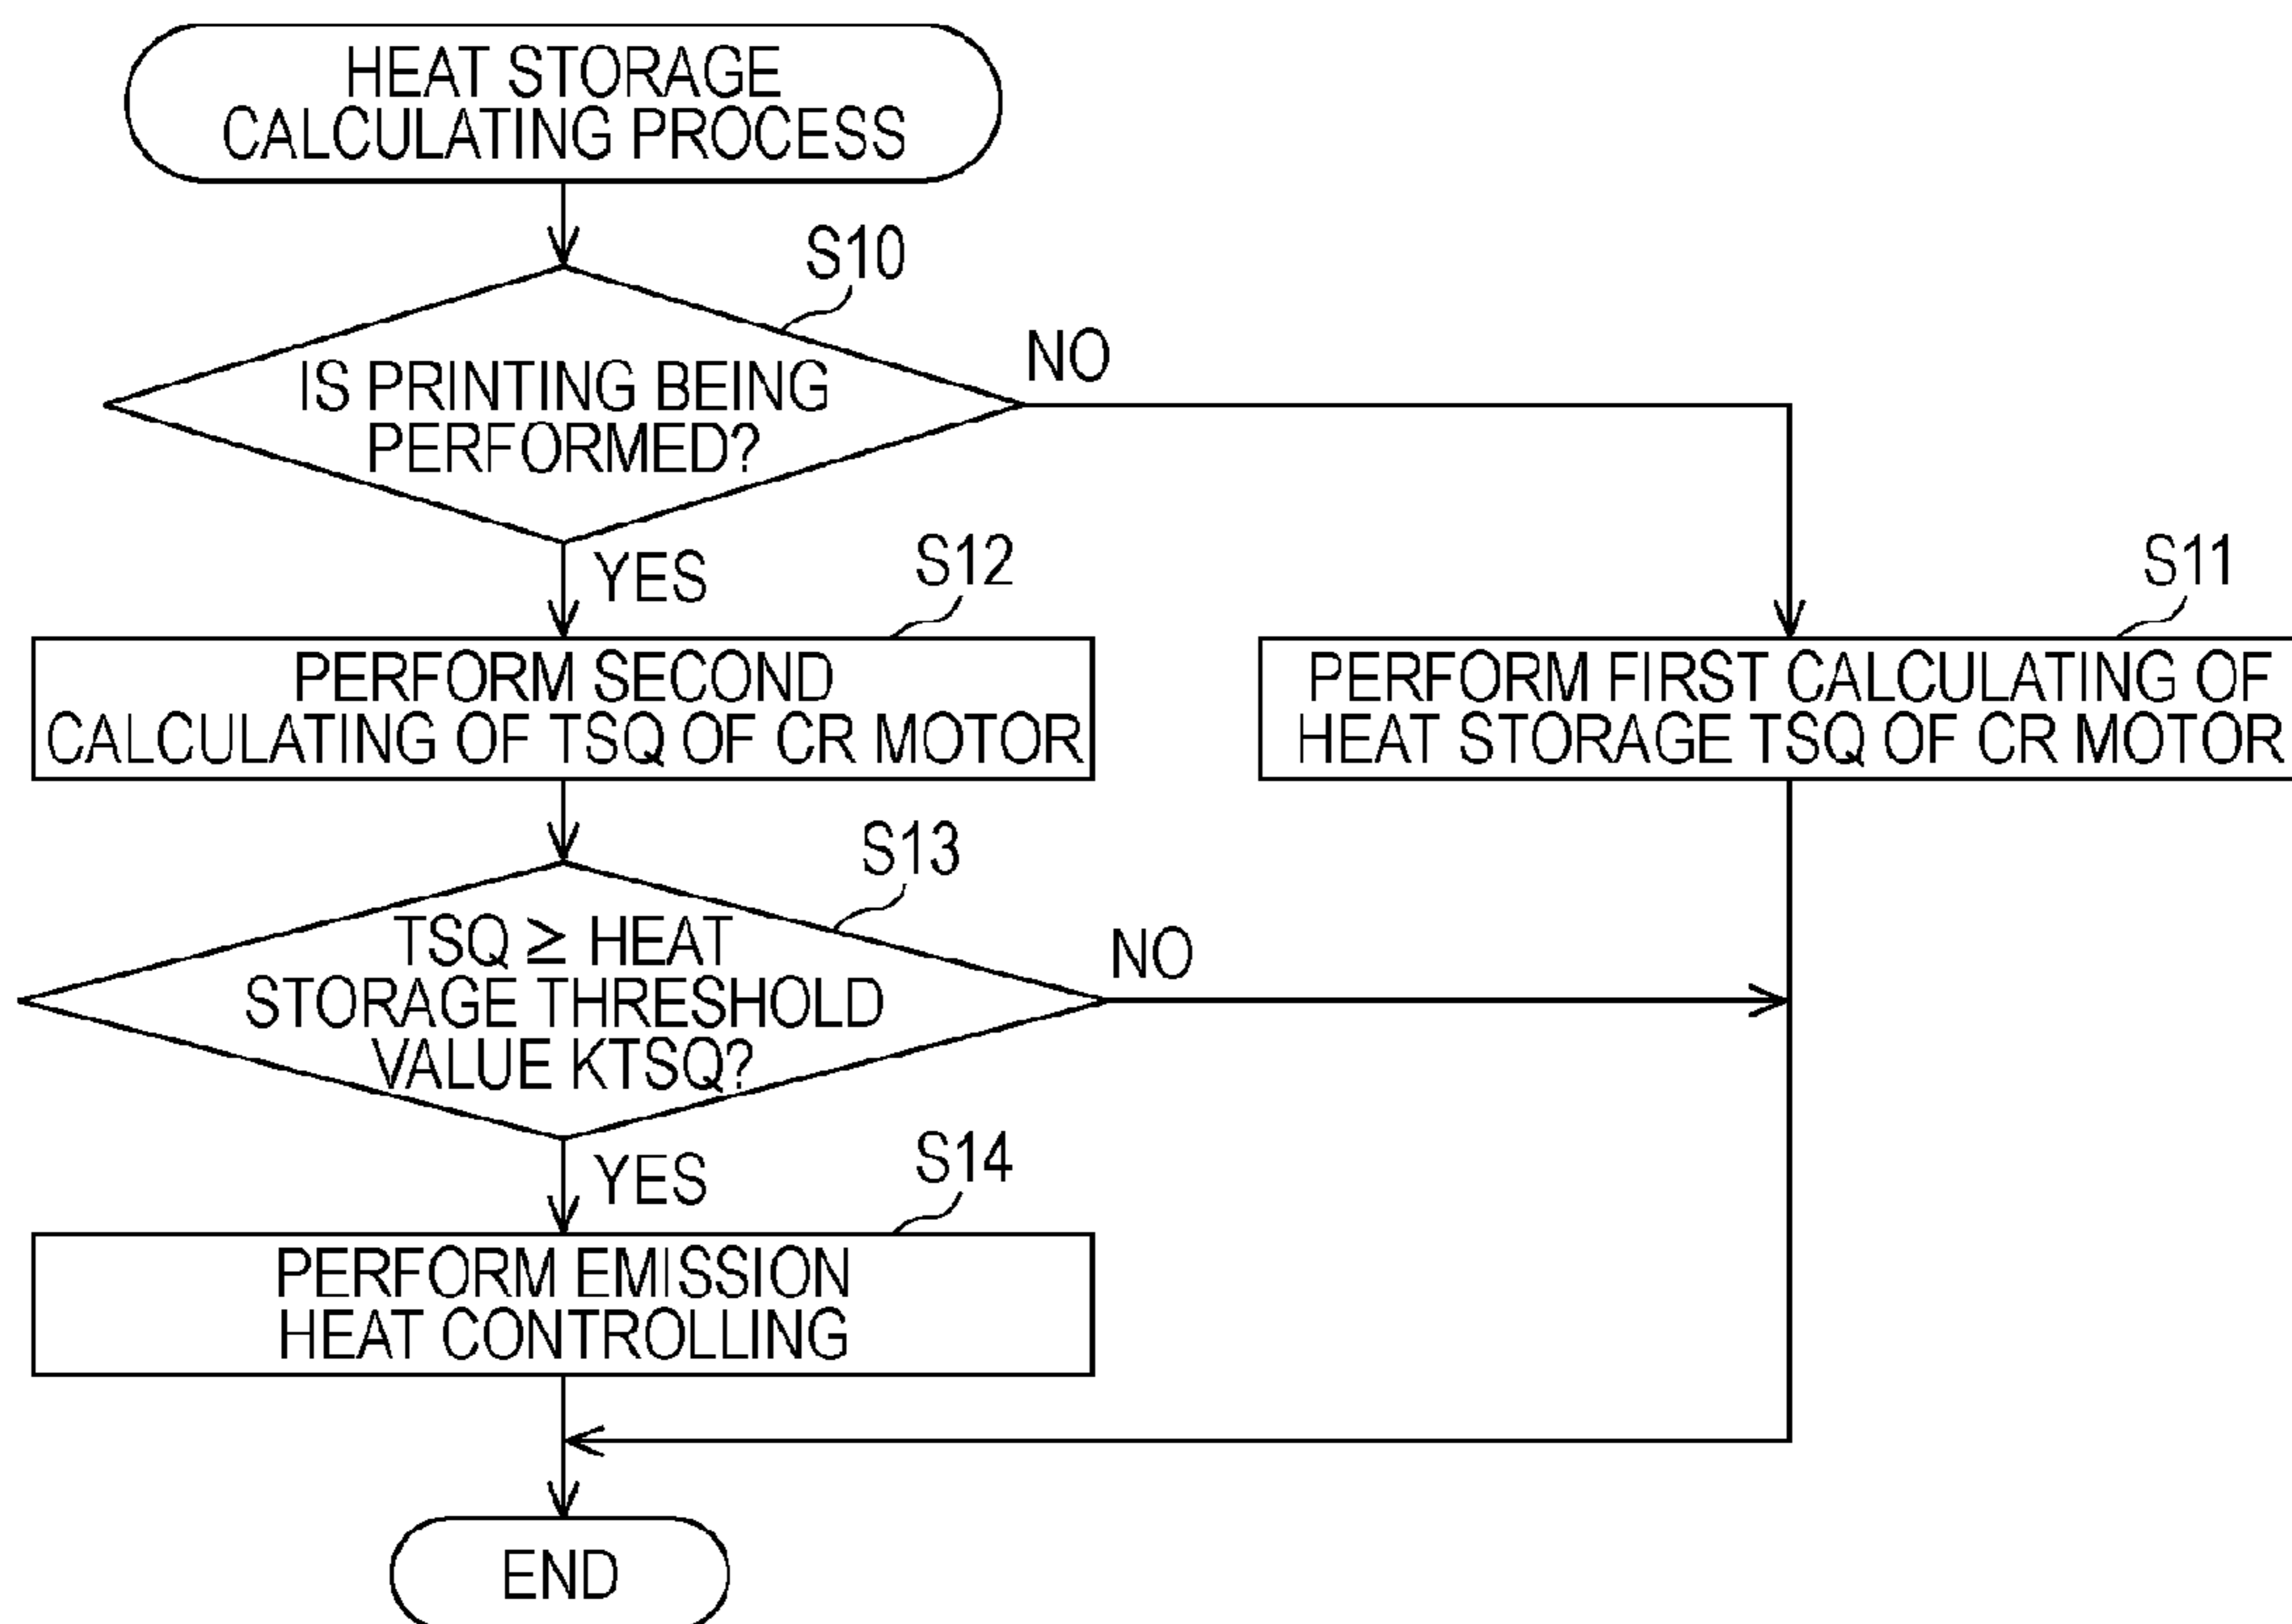 HEAT STORAGE
CALCULATING PROCESS
S10
IS PRINTING BEING
PERFORMED?
NO
YES
S12
PERFORM SECOND
CALCULATING OF TSQ OF CR MOTOR
S11
PERFORM FIRST CALCULATING OF
HEAT STORAGE TSQ OF CR MOTOR
S13
TSQ ≥ HEAT
STORAGE THRESHOLD
VALUE KTSQ?
NO
YES
S14
PERFORM EMISSION
HEAT CONTROLLING
END